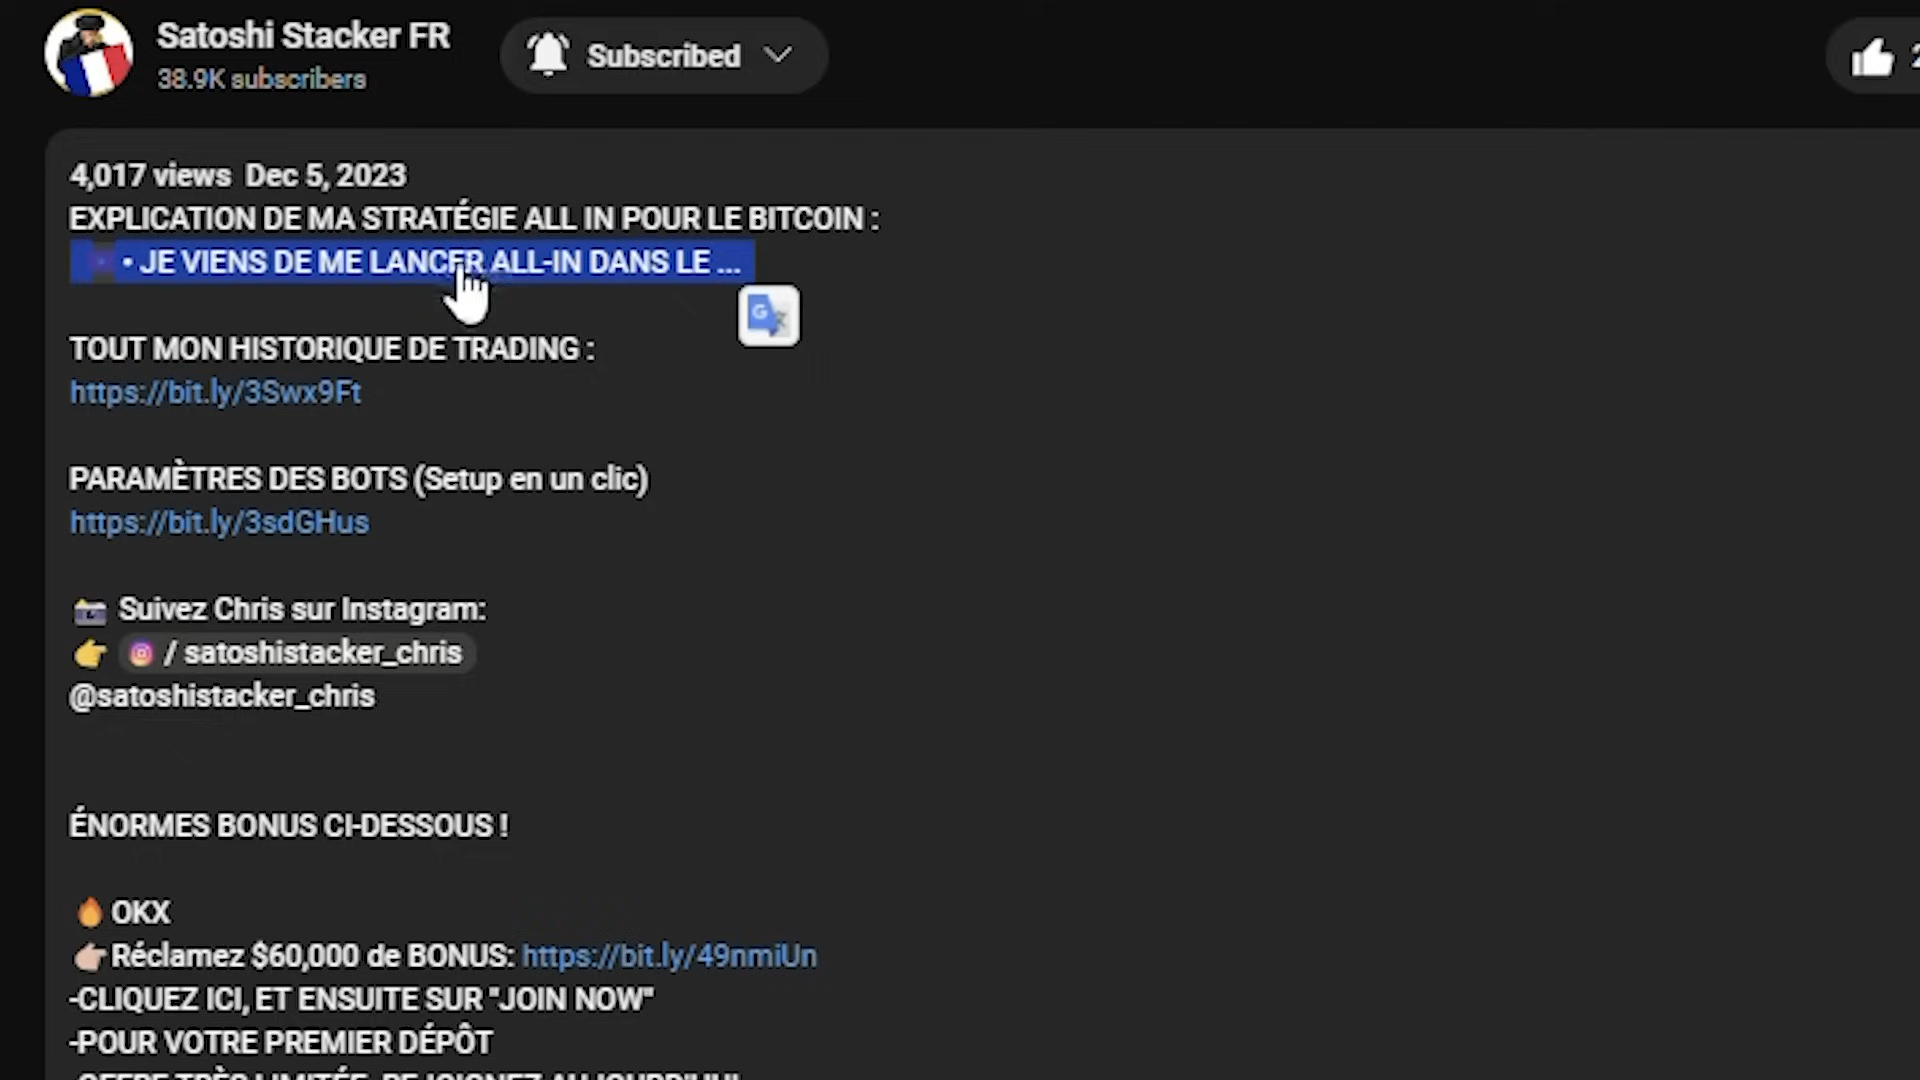 Satoshi Stacker FR
38.9K subscribers
Subscribed
4,017 views Dec 5, 2023
EXPLICATION DE MA STRATÉGIE ALL IN POUR LE BITCOIN :
• JE VIENS DE ME LANCER ALL-IN DANS LE ...
TOUT MON HISTORIQUE DE TRADING :
https://bit.ly/3Swx9Ft
PARAMÈTRES DES BOTS (Setup en un clic)
https://bit.ly/3sdGHus
Suivez Chris sur Instagram:
/ satoshistacker_chris
@satoshistacker_chris
ÉNORMES BONUS CI-DESSOUS !
OKX
Réclamez $60,000 de BONUS: https://bit.ly/49nmiUn
-CLIQUEZ ICI, ET ENSUITE SUR "JOIN NOW"
-POUR VOTRE PREMIER DÉPÔT